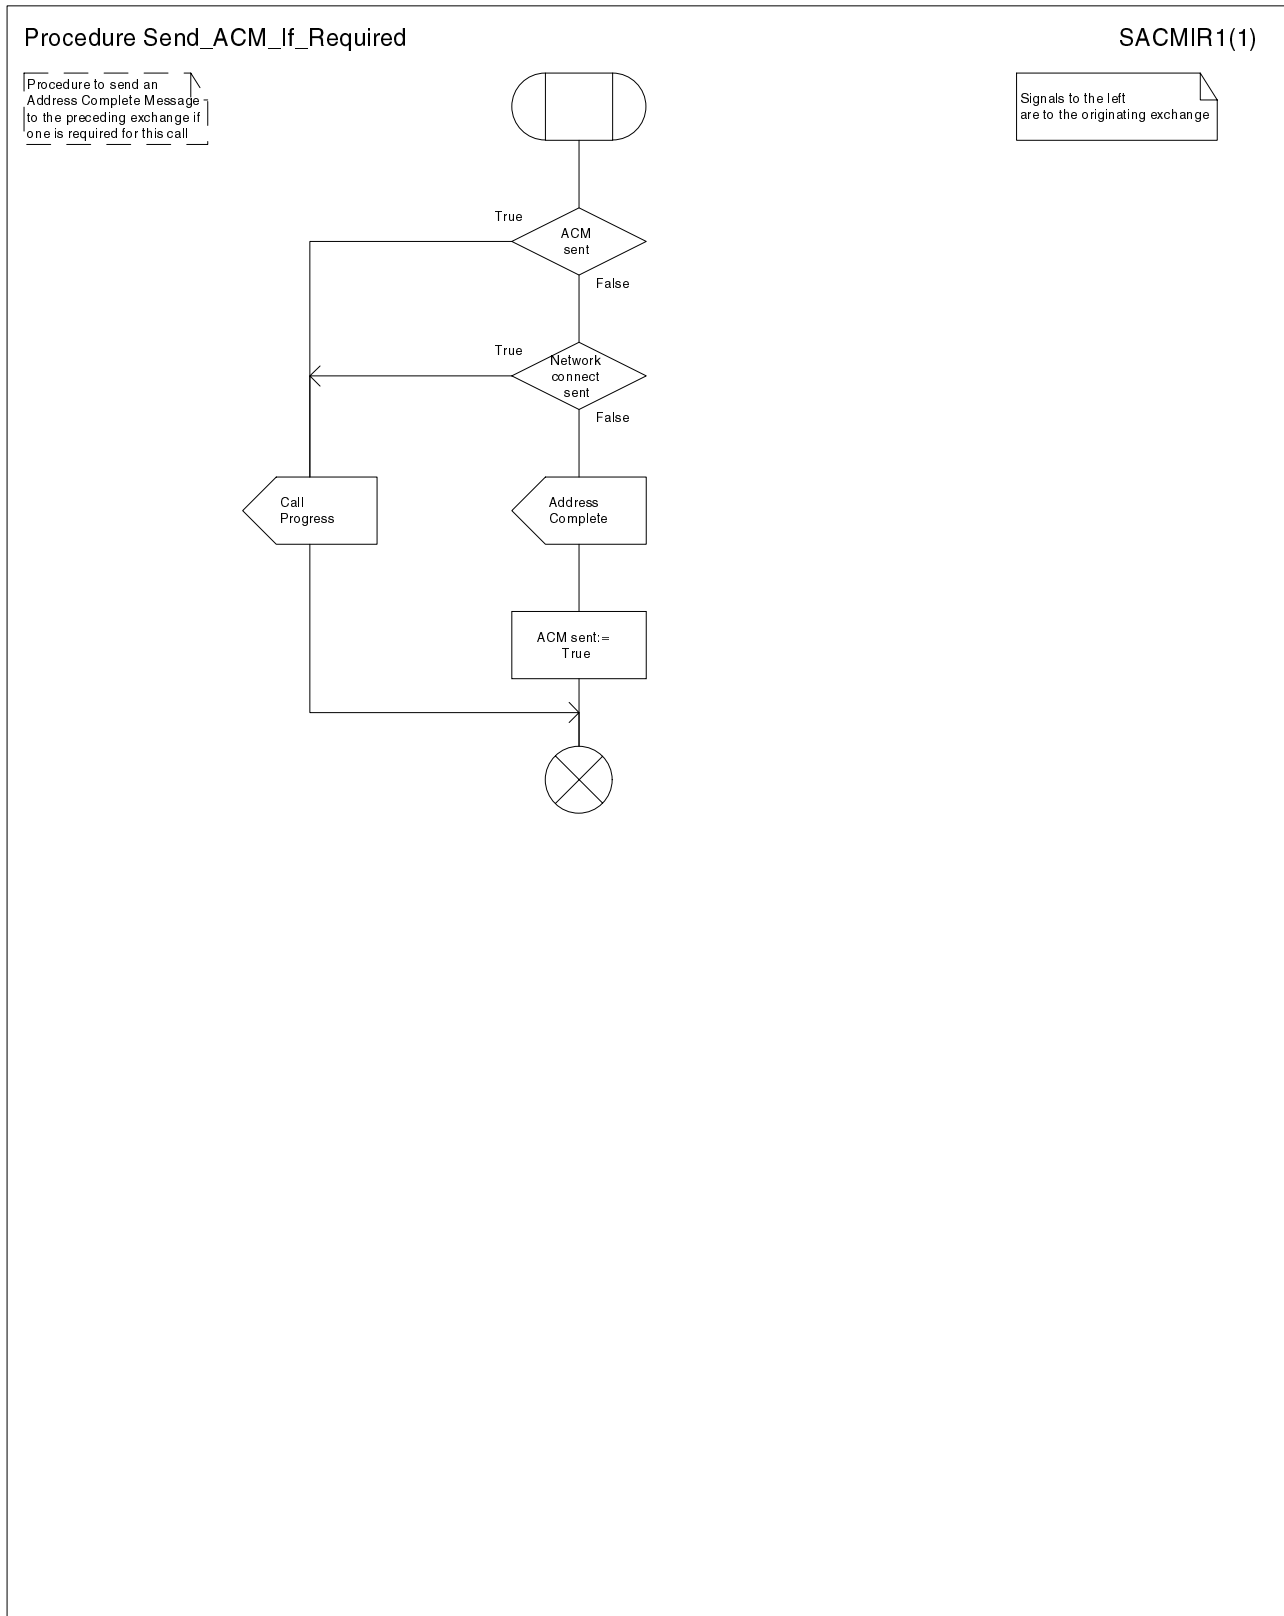 Procedure Send_ACM_If_Required
SACMIR1(1)
Procedure to send an
Address Complete Message
to the preceding exchange if
one is required for this call
Signals to the left
are to the originating exchange
True
ACM
sent
False
True
Network
connect
sent
False
Call
Progress
Address
Complete
ACM sent:=
True